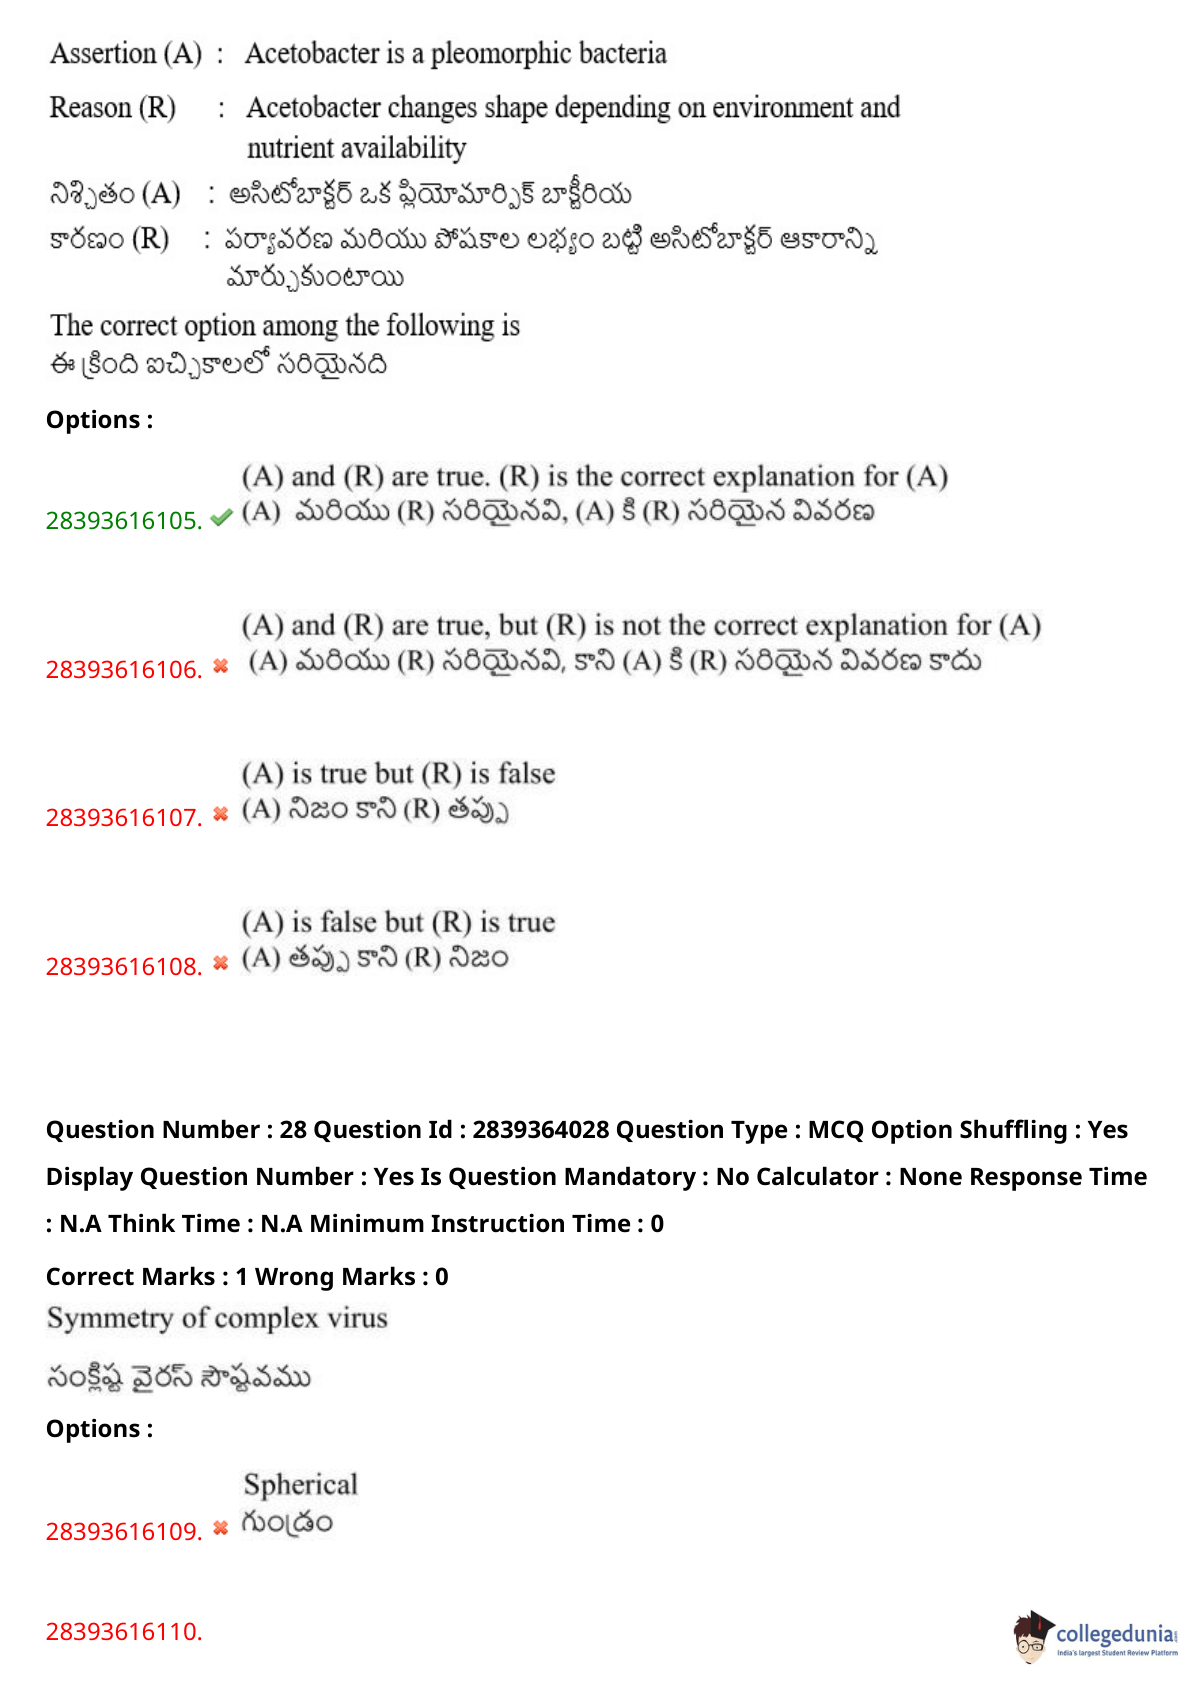 Assertion (A) : Acetobacter is a pleomorphic bacteria
Reason (R) : Acetobacter changes shape depending on environment and
nutrient availability
నిశ్చితం (A) : అసిటోబాక్టర్ ఒక ప్లియోమార్ఫిక్ బాక్టీరియ
కారణం (R) : పర్యావరణ మరియు పోషకాల లభ్యం బట్టి అసిటోబాక్టర్ ఆకారాన్ని
మార్చుకుంటాయి
The correct option among the following is
ఈ క్రింది ఐచ్చికాలలో సరియైనది
Options :
(A) and (R) are true. (R) is the correct explanation for (A)
28393616105. (A) మరియు (R) సరియైనవి, (A) కి (R) సరియైన వివరణ
(A) and (R) are true, but (R) is not the correct explanation for (A)
28393616106. (A) మరియు (R) సరియైనవి, కాని (A) కి (R) సరియైన వివరణ కాదు
(A) is true but (R) is false
28393616107. (A) నిజం కాని (R) తప్పు
(A) is false but (R) is true
28393616108. (A) తప్పు కాని (R) నిజం
Question Number : 28 Question Id : 2839364028 Question Type : MCQ Option Shuffling : Yes
Display Question Number : Yes Is Question Mandatory : No Calculator : None Response Time
: N.A Think Time : N.A Minimum Instruction Time : 0
Correct Marks : 1 Wrong Marks : 0
Symmetry of complex virus
సంక్లిష్ట వైరస్ సౌష్టవము
Options :
Spherical
28393616109. గుండ్రం
28393616110.
collegedunia
India's largest Student Review Platform